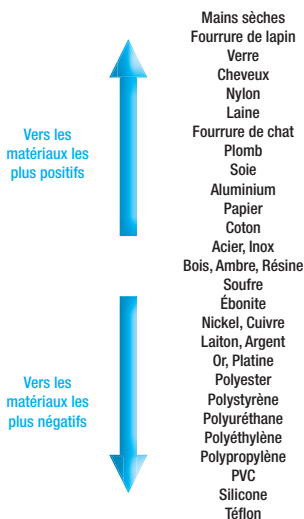 Vers les
matériaux les
plus positifs
Vers les
matériaux les
plus négatifs
Mains sèches
Fourrure de lapin
Verre
Cheveux
Nylon
Laine
Fourrure de chat
Plomb
Soie
Aluminium
Papier
Coton
Acier, Inox
Bois, Ambre, Résine
Soufre
Ébonite
Nickel, Cuivre
Laiton, Argent
Or, Platine
Polyester
Polystyrène
Polyuréthane
Polyéthylène
Polypropylène
PVC
Silicone
Téflon